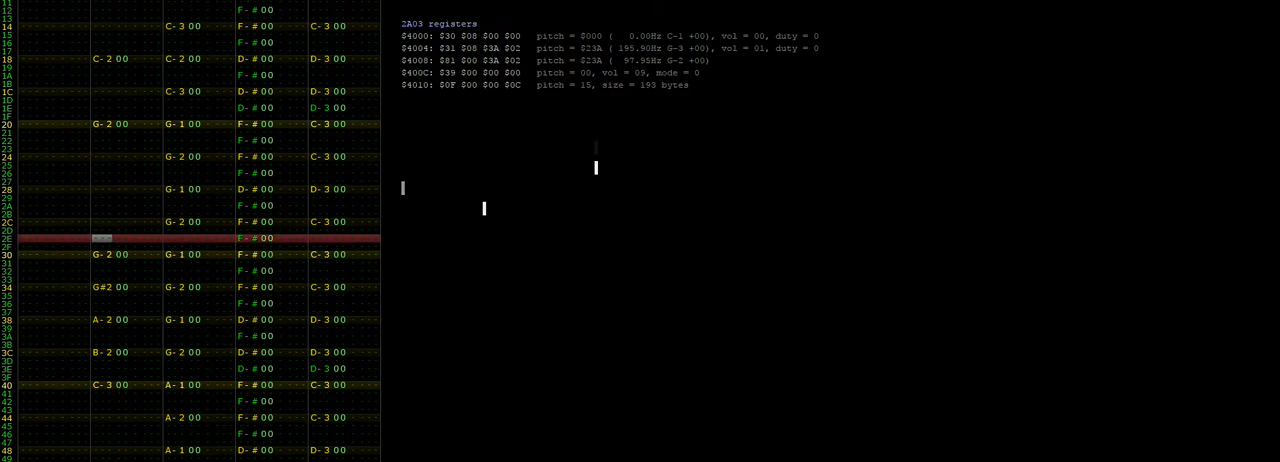 11
12 F-#00
13
14 C-300 F-#00 C-300
15
16 F-#00
17
18 C-200 C-200 D-#00 D-300
19
1A F-#00
1B
1C C-300 D-#00 D-300
1D
1E D-#00 D-300
1F
20 G-200 G-100 F-#00 C-300
21
22 F-#00
23
24 G-200 F-#00 C-300
25
26 F-#00
27
28 G-100 D-#00 D-300
29
2A F-#00
2B
2C G-200 F-#00 C-300
2D
2E --- F-#00
2F
30 G-200 G-100 F-#00 C-300
31
32 F-#00
33
34 G#200 G-200 F-#00 C-300
35
36 F-#00
37
38 A-200 G-100 D-#00 D-300
39
3A F-#00
3B
3C B-200 G-200 D-#00 D-300
3D
3E D-#00 D-300
3F
40 C-300 A-100 F-#00 C-300
41
42 F-#00
43
44 A-200 F-#00 C-300
45
46 F-#00
47
48 A-100 D-#00 D-300
49
2A03 registers
$4000: $30 $08 $00 $00 pitch = $000 ( 0.00Hz C-1 +00), vol = 00, duty = 0
$4004: $31 $08 $3A $02 pitch = $23A ( 195.90Hz G-3 +00), vol = 01, duty = 0
$4008: $81 $00 $3A $02 pitch = $23A ( 97.95Hz G-2 +00)
$400C: $39 $00 $00 $00 pitch = 00, vol = 09, mode = 0
$4010: $0F $00 $00 $0C pitch = 15, size = 193 bytes